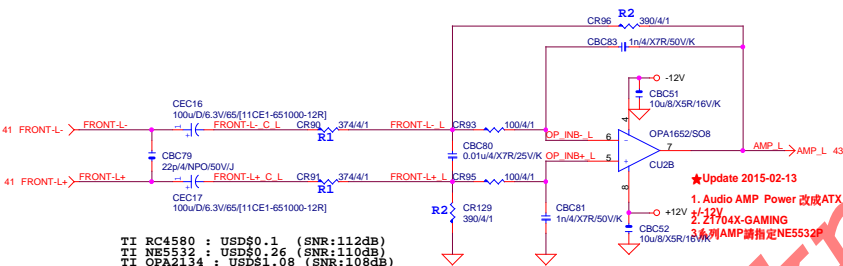 R2
CR96 390/4/1
CBC83 1n/4/X7R/50V/K
-12V
CBC51
10u/8/X5R/16V/K
CEC16
100u/D/6.3V/65/[11CE1-651000-12R]
4
OPA1652/SO8
41 FRONT-L- FRONT-L- 1 FRONT-L-_C_L CR90 374/4/1 FRONT-L-_L CR93 100/4/1 OP_INB-_L 6 - 7 AMP_L AMP_L 43
R1
CBC79
22p/4/NPO/50V/J
CBC80
0.01u/4/X7R/25V/K
OP_INB+_L 5 +
CU2B
41 FRONT-L+ FRONT-L+ 1 FRONT-L+_C_L CR91 374/4/1 FRONT-L+_L CR95 100/4/1
R1
8
CEC17
100u/D/6.3V/65/[11CE1-651000-12R]
R2 CR129
390/4/1
CBC81
1n/4/X7R/50V/K
+12V
CBC52
10u/8/X5R/16V/K
★Update 2015-02-13
1. Audio AMP Power 改成ATX
+/-12V
2. Z1704X-GAMING
3系列AMP請指定NE5532P
TI RC4580 : USD$0.1 (SNR:112dB)
TI NE5532 : USD$0.26 (SNR:110dB)
TI OPA2134 : USD$1.08 (SNR:108dB)